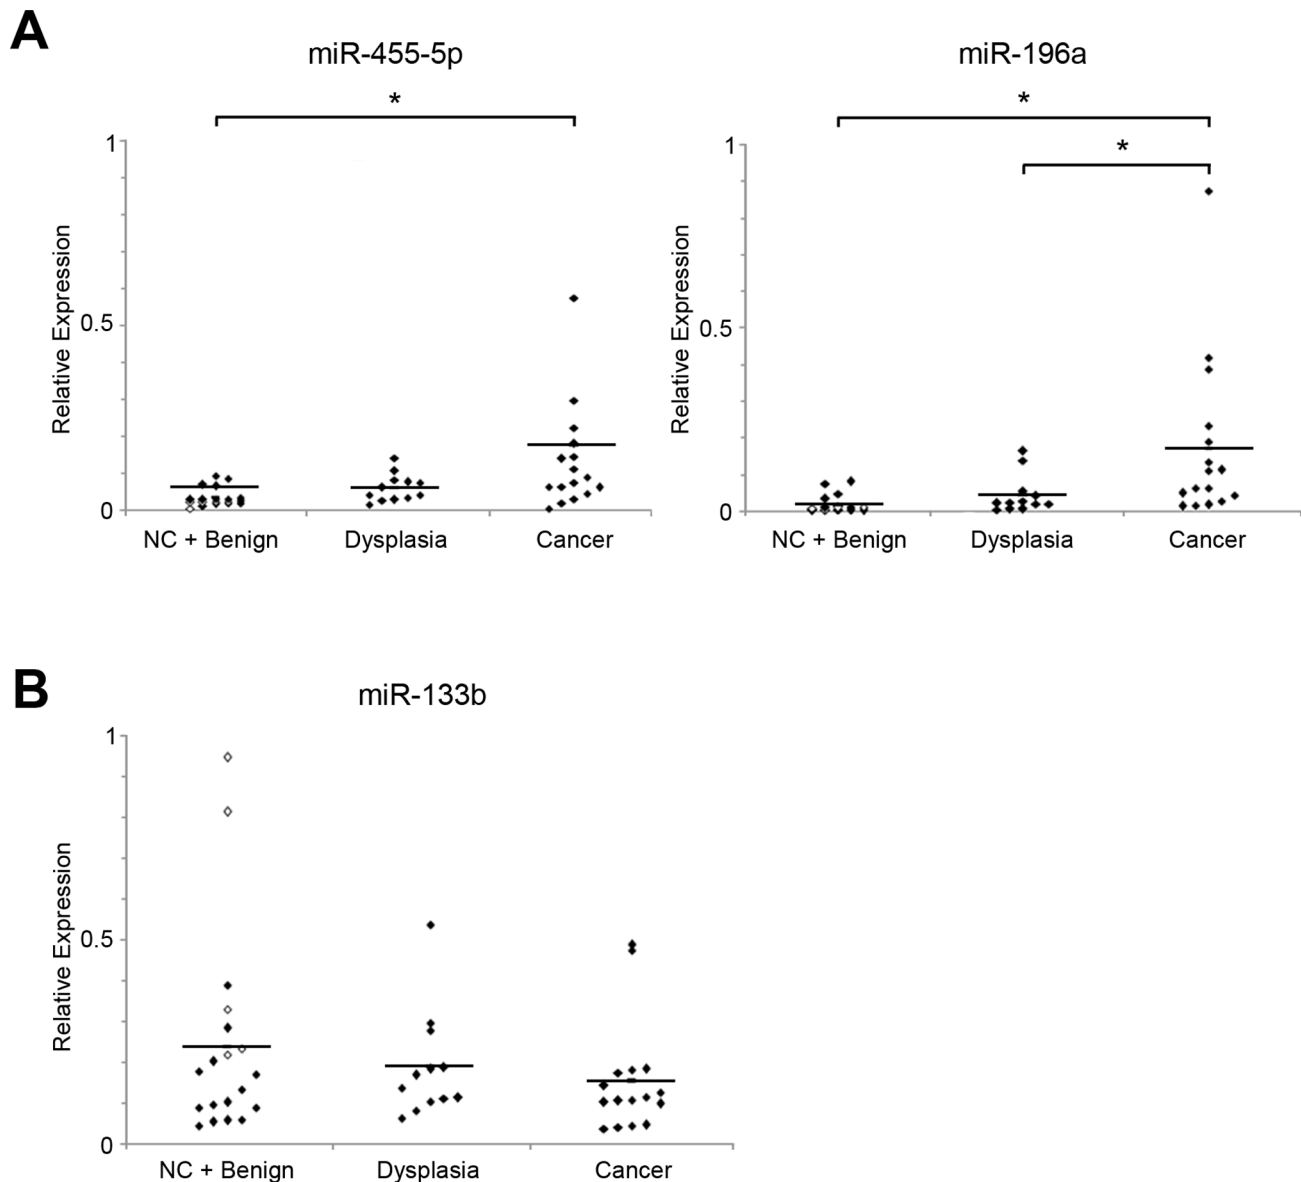 A
miR-455-5p
*
1
0.5
0
Relative Expression
NC + Benign
Dysplasia
Cancer
miR-196a
*
*
1
0.5
0
Relative Expression
NC + Benign
Dysplasia
Cancer
B
miR-133b
1
0.5
0
Relative Expression
NC + Benign
Dysplasia
Cancer